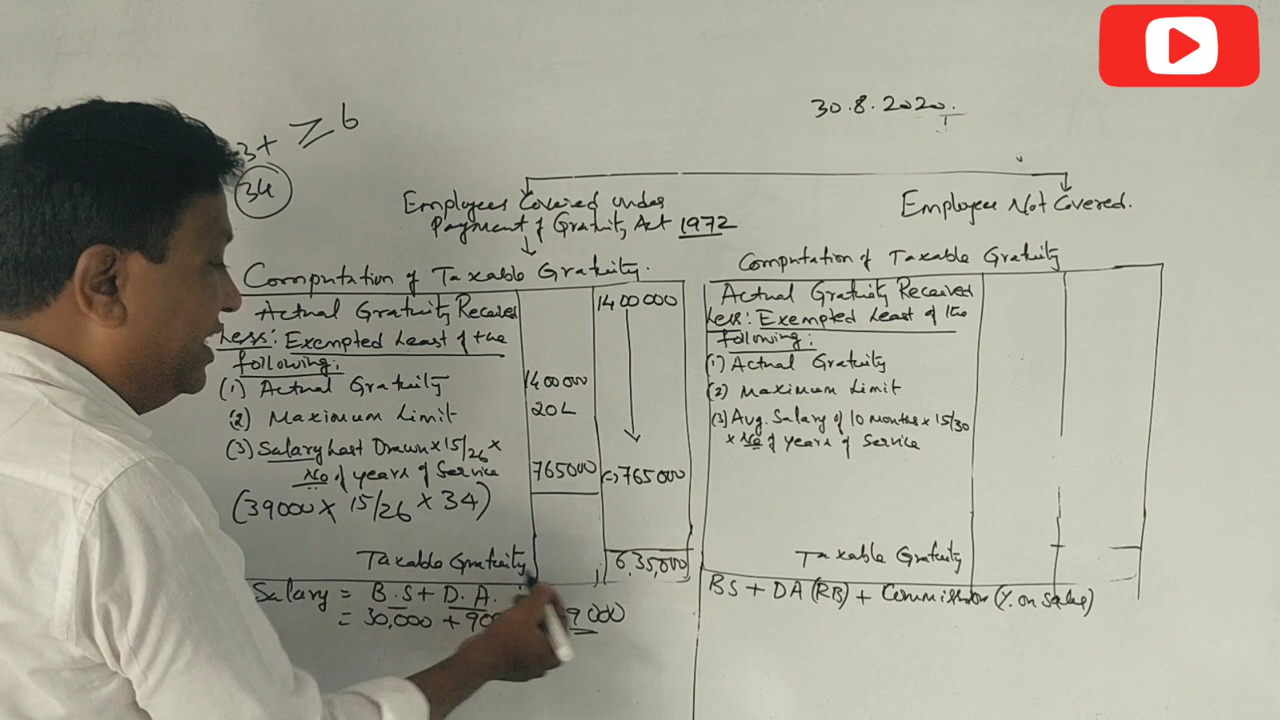 30.8.2020.
3+ ≥6
34
Employees Covered under
Payment of Gratuity Act 1972
Employee Not Covered.
Computation of Taxable Gratuity.
Actual Gratuity Received 1400000
Less: Exempted Least of the
following:
(1) Actual Gratuity 1400000
(2) Maximum Limit 20L
(3) Salary Last Drawn x 15/26 x
No of years of Service 765000 (-) 765000
(39000 x 15/26 x 34)
Taxable Gratuity 6,35,000
Salary = B.S + D.A.
= 30,000 + 90 9000
Computation of Taxable Gratuity
Actual Gratuity Received
Less: Exempted Least of the
following:
(1) Actual Gratuity
(2) Maximum Limit
(3) Avg. Salary of 10 Months x 15/30
x No of years of Service
Taxable Gratuity
BS + DA (RB) + Commission (% on Sales)